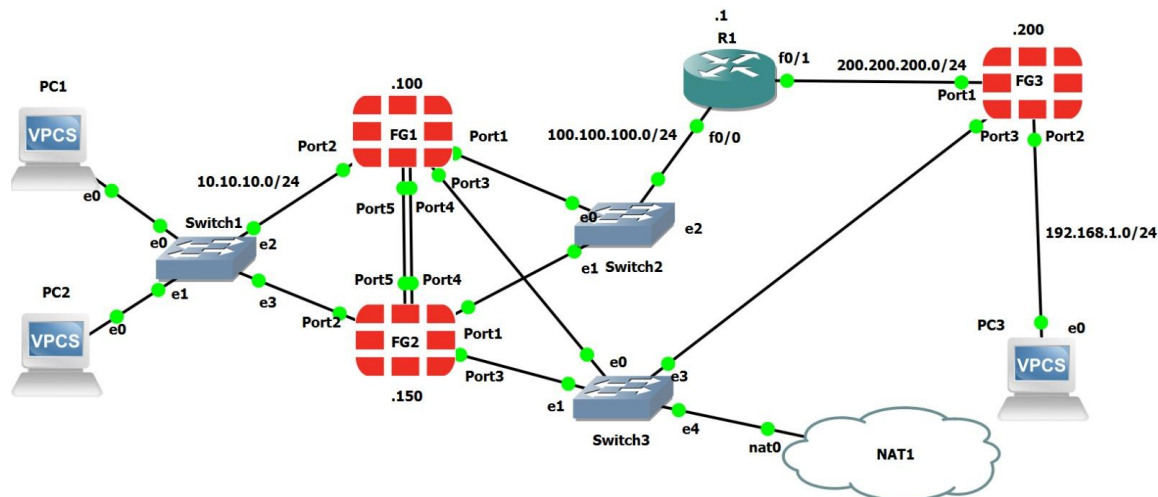 .1
R1
.200
f0/1
200.200.200.0/24
FG3
Port1
PC1
.100
VPCS
100.100.100.0/24
f0/0
Port3
Port2
Port2
FG1
Port1
10.10.10.0/24
Port3
e0
Switch1
Port5
Port4
e0
e2
e0
e2
192.168.1.0/24
Switch2
e1
PC2
e1
e3
Port5
Port4
e0
VPCS
Port2
FG2
Port1
e0
PC3
e0
Port3
e1
e3
VPCS
.150
Switch3
e4
nat0
NAT1